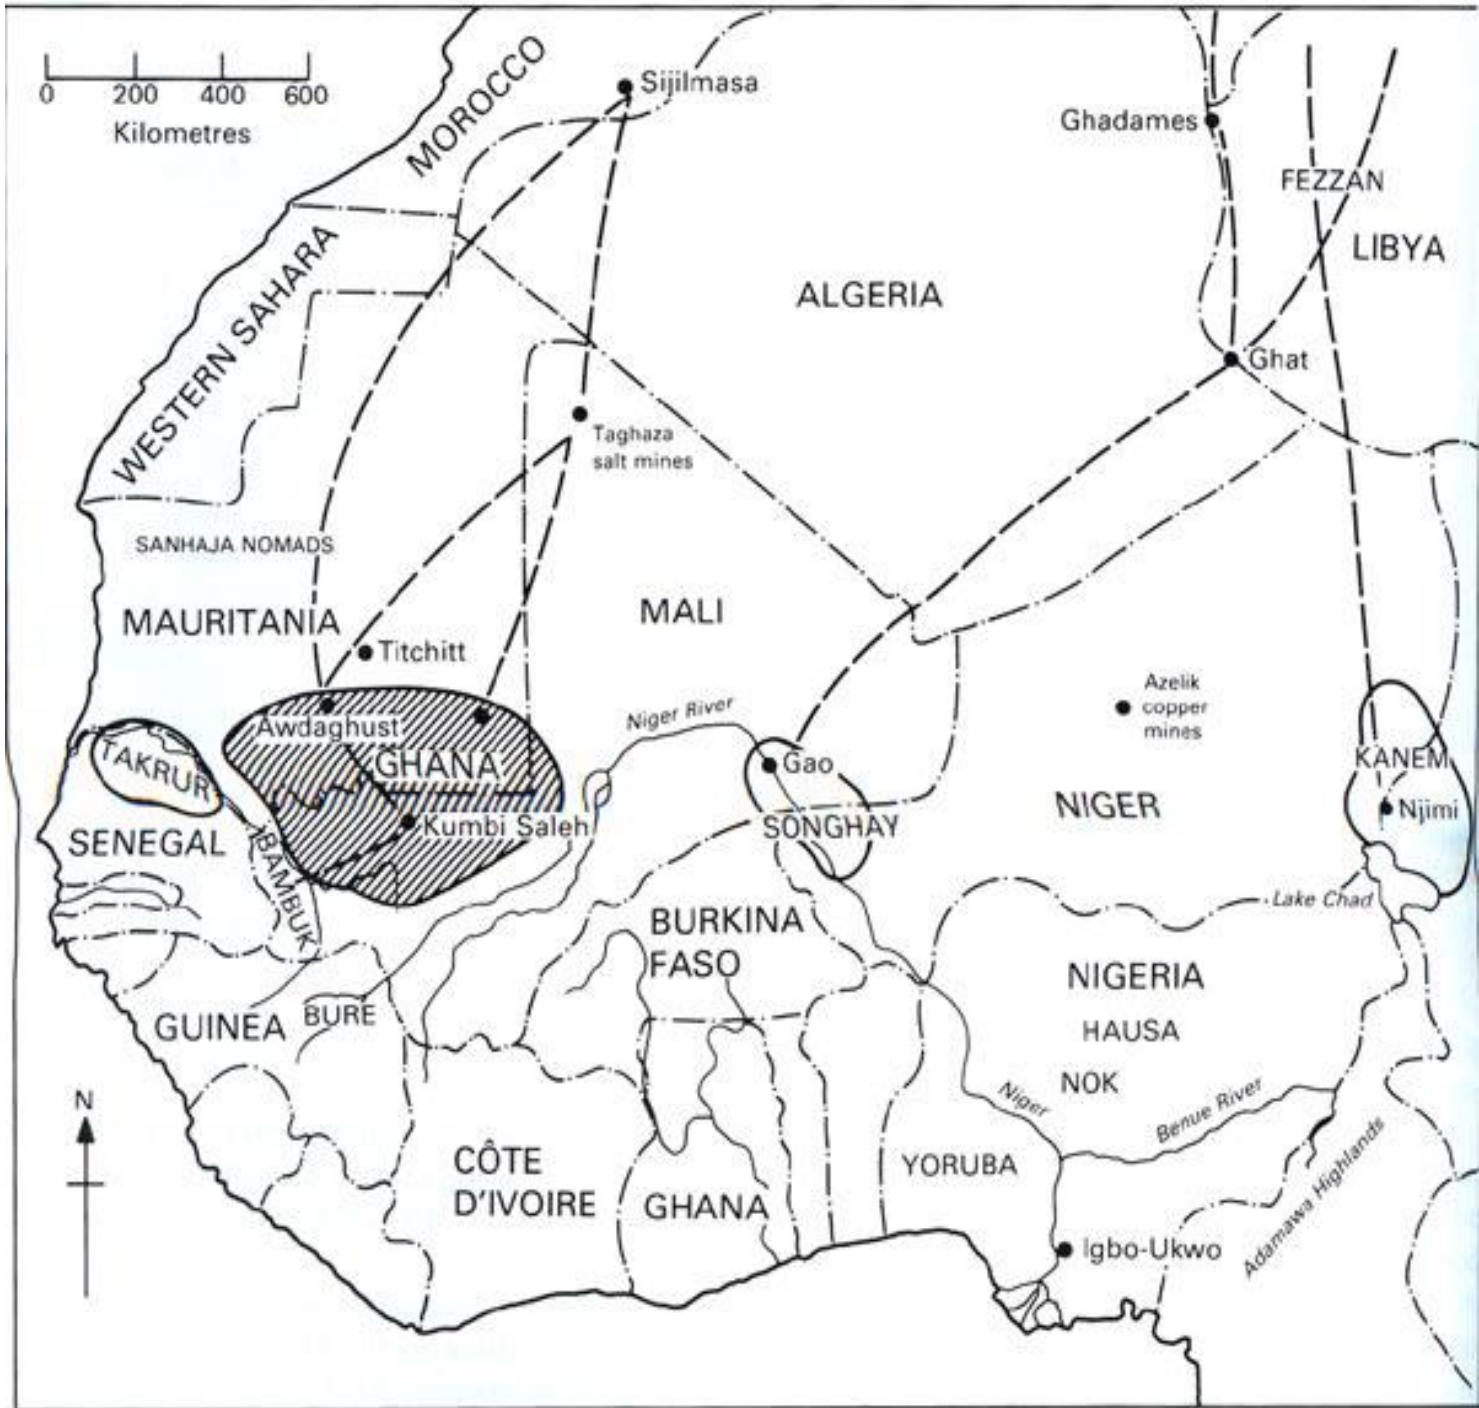 MOROCCO
Sijilmasa
0 200 400 600
Kilometres
Ghadames
FEZZAN
LIBYA
WESTERN SAHARA
ALGERIA
Ghat
Taghaza
salt mines
SANHAJA NOMADS
MAURITANIA
MALI
Titchitt
Azelik
copper
mines
Niger River
Awdaghust
TAKRUR
GHANA
Gao
KANEM
Njimi
NIGER
SONGHAY
Kumbi Saleh
SENEGAL
BAMBUK
Lake Chad
BURKINA
FASO
NIGERIA
GUINEA
BURE
HAUSA
NOK
N
Niger
Benue River
CÔTE
D'IVOIRE
YORUBA
GHANA
Adamawa Highlands
Igbo-Ukwo